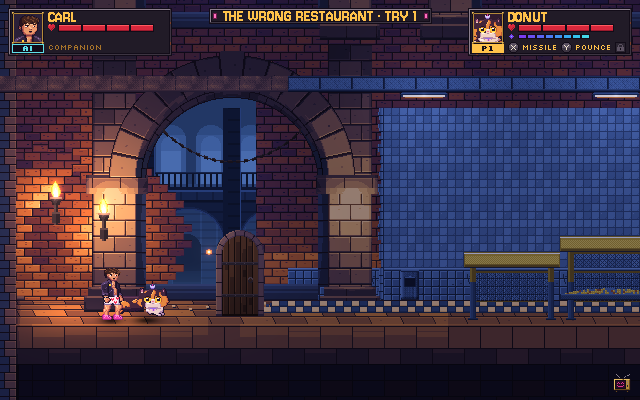 CARL
THE WRONG RESTAURANT · TRY 1
DONUT
AI
COMPANION
P1
X MISSILE Y POUNCE